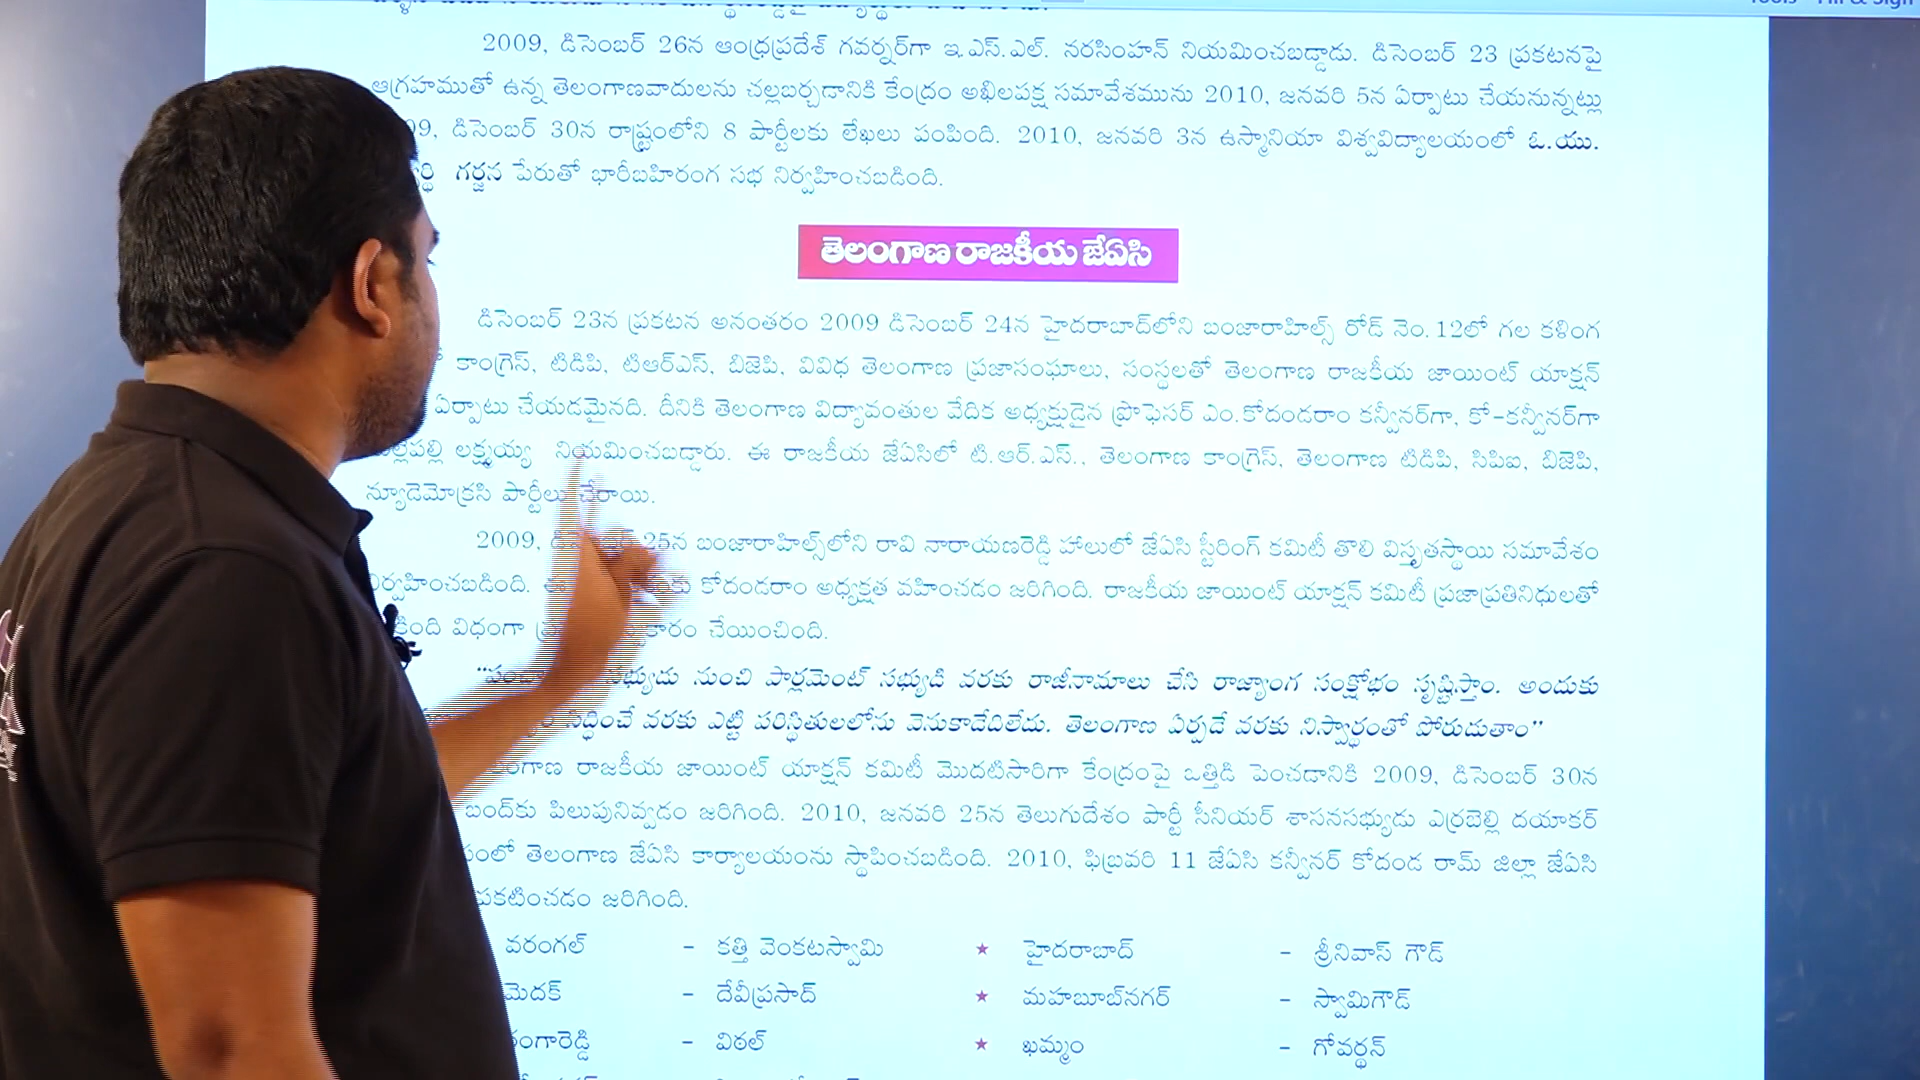 2009, డిసెంబర్ 26న ఆంధ్రప్రదేశ్ గవర్నర్‌గా ఇ.ఎస్.ఎల్. నరసింహన్ నియమించబడ్డాడు. డిసెంబర్ 23 ప్రకటనపై
ఆగ్రహముతో ఉన్న తెలంగాణవాదులను చల్లబర్చడానికి కేంద్రం అఖిలపక్ష సమావేశమును 2010, జనవరి 5న ఏర్పాటు చేయనున్నట్లు
09, డిసెంబర్ 30న రాష్ట్రంలోని 8 పార్టీలకు లేఖలు పంపింది. 2010, జనవరి 3న ఉస్మానియా విశ్వవిద్యాలయంలో ఓ.యు.
ర్థి గర్జన పేరుతో భారీబహిరంగ సభ నిర్వహించబడింది.
తెలంగాణ రాజకీయ జేఏసి
డిసెంబర్ 23న ప్రకటన అనంతరం 2009 డిసెంబర్ 24న హైదరాబాద్‌లోని బంజారాహిల్స్ రోడ్ నెం. 12లో గల కళింగ
కాంగ్రెస్, టిడిపి, టిఆర్ఎస్, బిజెపి, వివిధ తెలంగాణ ప్రజాసంఘాలు, సంస్థలతో తెలంగాణ రాజకీయ జాయింట్ యాక్షన్
ఏర్పాటు చేయడమైనది. దీనికి తెలంగాణ విద్యావంతుల వేదిక అధ్యక్షుడైన ప్రొఫెసర్ ఎం.కోదండరాం కన్వీనర్‌గా, కో-కన్వీనర్‌గా
ల్లేపల్లి లక్ష్మయ్య నియమించబడ్డారు. ఈ రాజకీయ జేఏసిలో టి.ఆర్.ఎస్., తెలంగాణ కాంగ్రెస్, తెలంగాణ టిడిపి, సిపిఐ, బిజెపి,
న్యూడెమోక్రసి పార్టీలు చేరాయి.
2009, డిసెంబర్ 25న బంజారాహిల్స్‌లోని రావి నారాయణరెడ్డి హాలులో జేఏసి స్టీరింగ్ కమిటీ తొలి విస్తృతస్థాయి సమావేశం
నిర్వహించబడింది. ఈ కోదండరాం అధ్యక్షత వహించడం జరిగింది. రాజకీయ జాయింట్ యాక్షన్ కమిటీ ప్రజాప్రతినిధులతో
కింది విధంగా కారం చేయించింది.
సభ్యుడు నుంచి పార్లమెంట్ సభ్యుడి వరకు రాజీనామాలు చేసి రాజ్యాంగ సంక్షోభం సృష్టిస్తాం. అందుకు
సిద్ధించే వరకు ఎట్టి పరిస్థితులలోను వెనుకాడేదిలేదు. తెలంగాణ ఏర్పడే వరకు నిస్వార్థంతో పోరుడుతాం"
లంగాణ రాజకీయ జాయింట్ యాక్షన్ కమిటీ మొదటిసారిగా కేంద్రంపై ఒత్తిడి పెంచడానికి 2009, డిసెంబర్ 30న
బంద్‌కు పిలుపునివ్వడం జరిగింది. 2010, జనవరి 25న తెలుగుదేశం పార్టీ సీనియర్ శాసనసభ్యుడు ఎర్రబెల్లి దయాకర్
సంలో తెలంగాణ జేఏసి కార్యాలయంను స్థాపించబడింది. 2010, ఫిబ్రవరి 11 జేఏసి కన్వీనర్ కోదండ రామ్ జిల్లా జేఏసి
పకటించడం జరిగింది.
వరంగల్ - కత్తి వెంకటస్వామి ★ హైదరాబాద్ - శ్రీనివాస్ గౌడ్
మెదక్ - దేవీప్రసాద్ ★ మహబూబ్‌నగర్ - స్వామిగౌడ్
రంగారెడ్డి - విఠల్ ★ ఖమ్మం - గోవర్ధన్